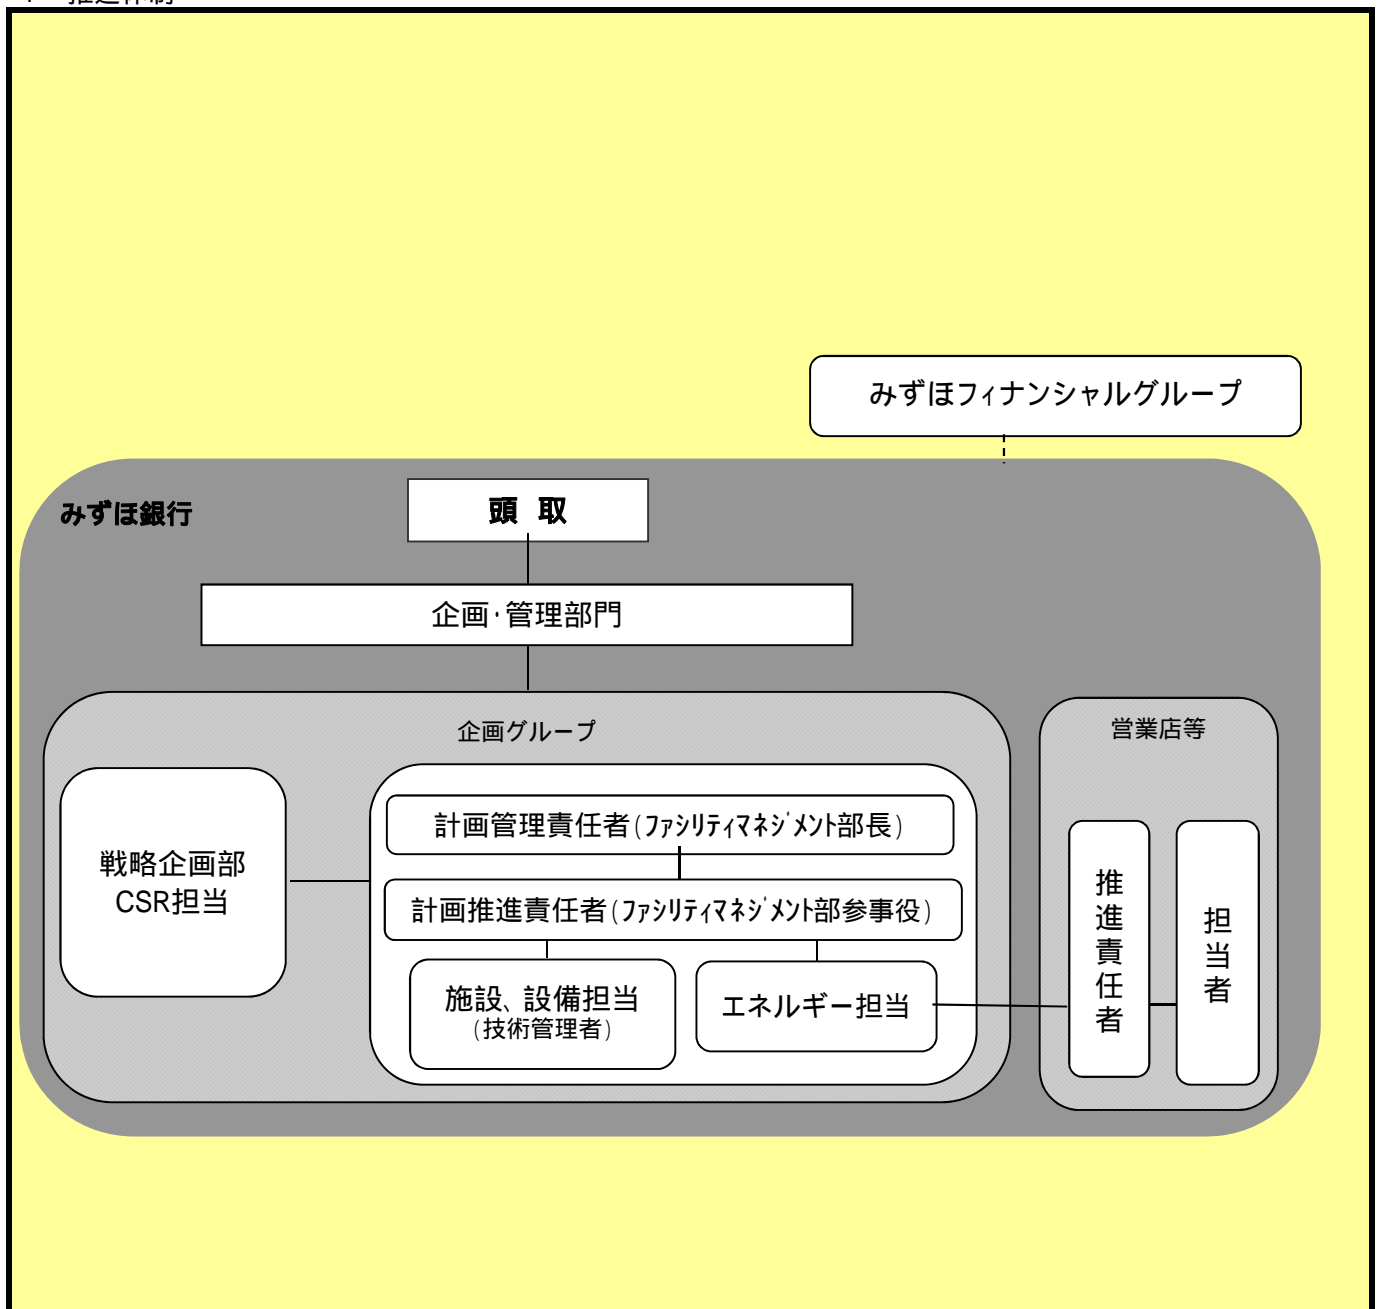 みずほフィナンシャルグループ
みずほ銀行
頭 取
企画・管理部門
企画グループ
営業店等
戦略企画部
CSR担当
計画管理責任者(ファシリティマネジメント部長)
計画推進責任者(ファシリティマネジメント部参事役)
施設、設備担当
(技術管理者)
エネルギー担当
推進責任者
担当者